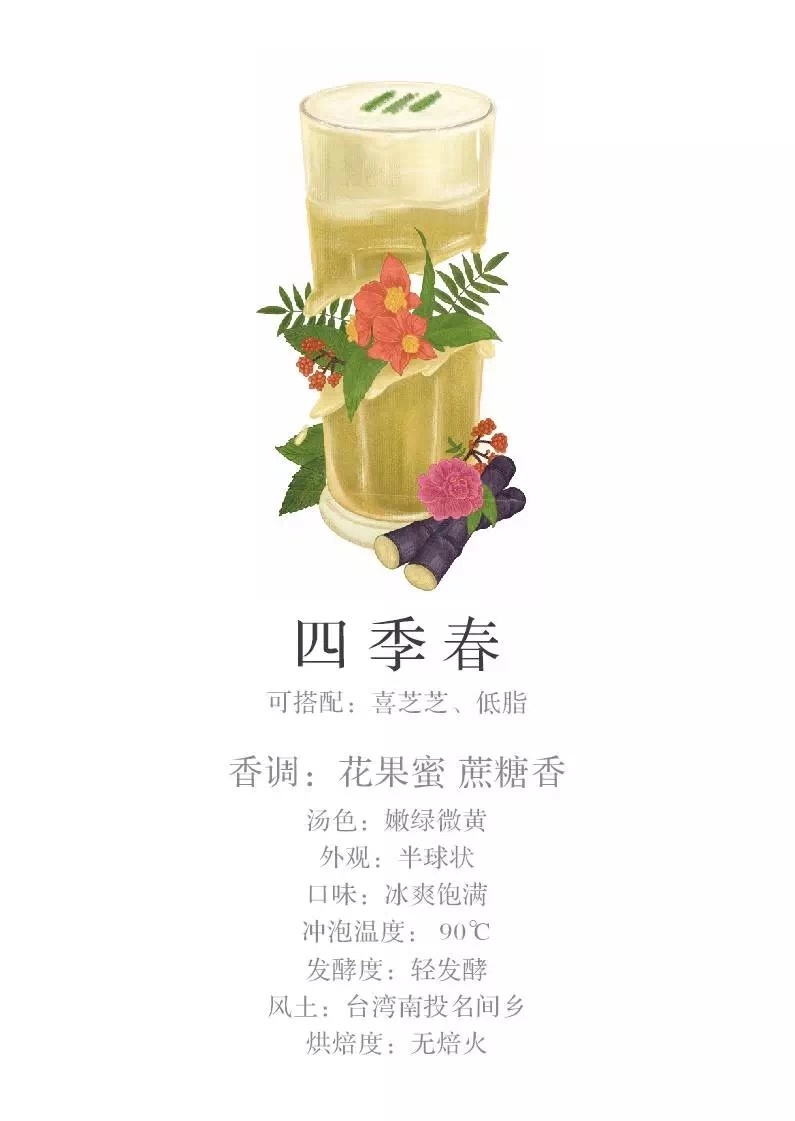 四季春
可搭配：喜芝芝、低脂
香调：花果蜜 蔗糖香
汤色：嫩绿微黄
外观：半球状
口味：冰爽饱满
冲泡温度： 90℃
发酵度：轻发酵
风土：台湾南投名间乡
烘焙度：无焙火